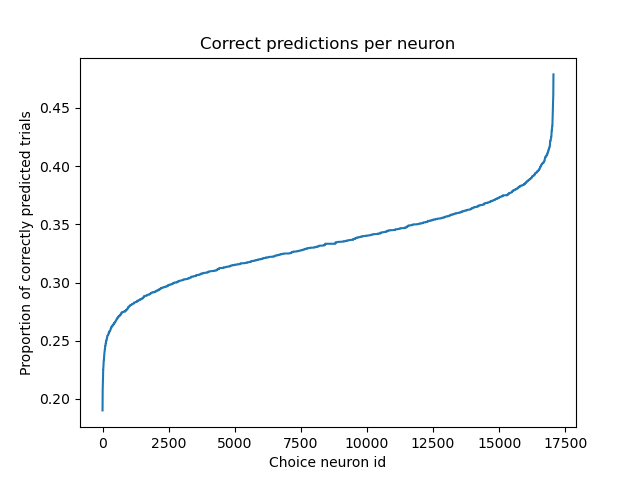 Correct predictions per neuron
Proportion of correctly predicted trials
0.45
0.40
0.35
0.30
0.25
0.20
0 2500 5000 7500 10000 12500 15000 17500
Choice neuron id